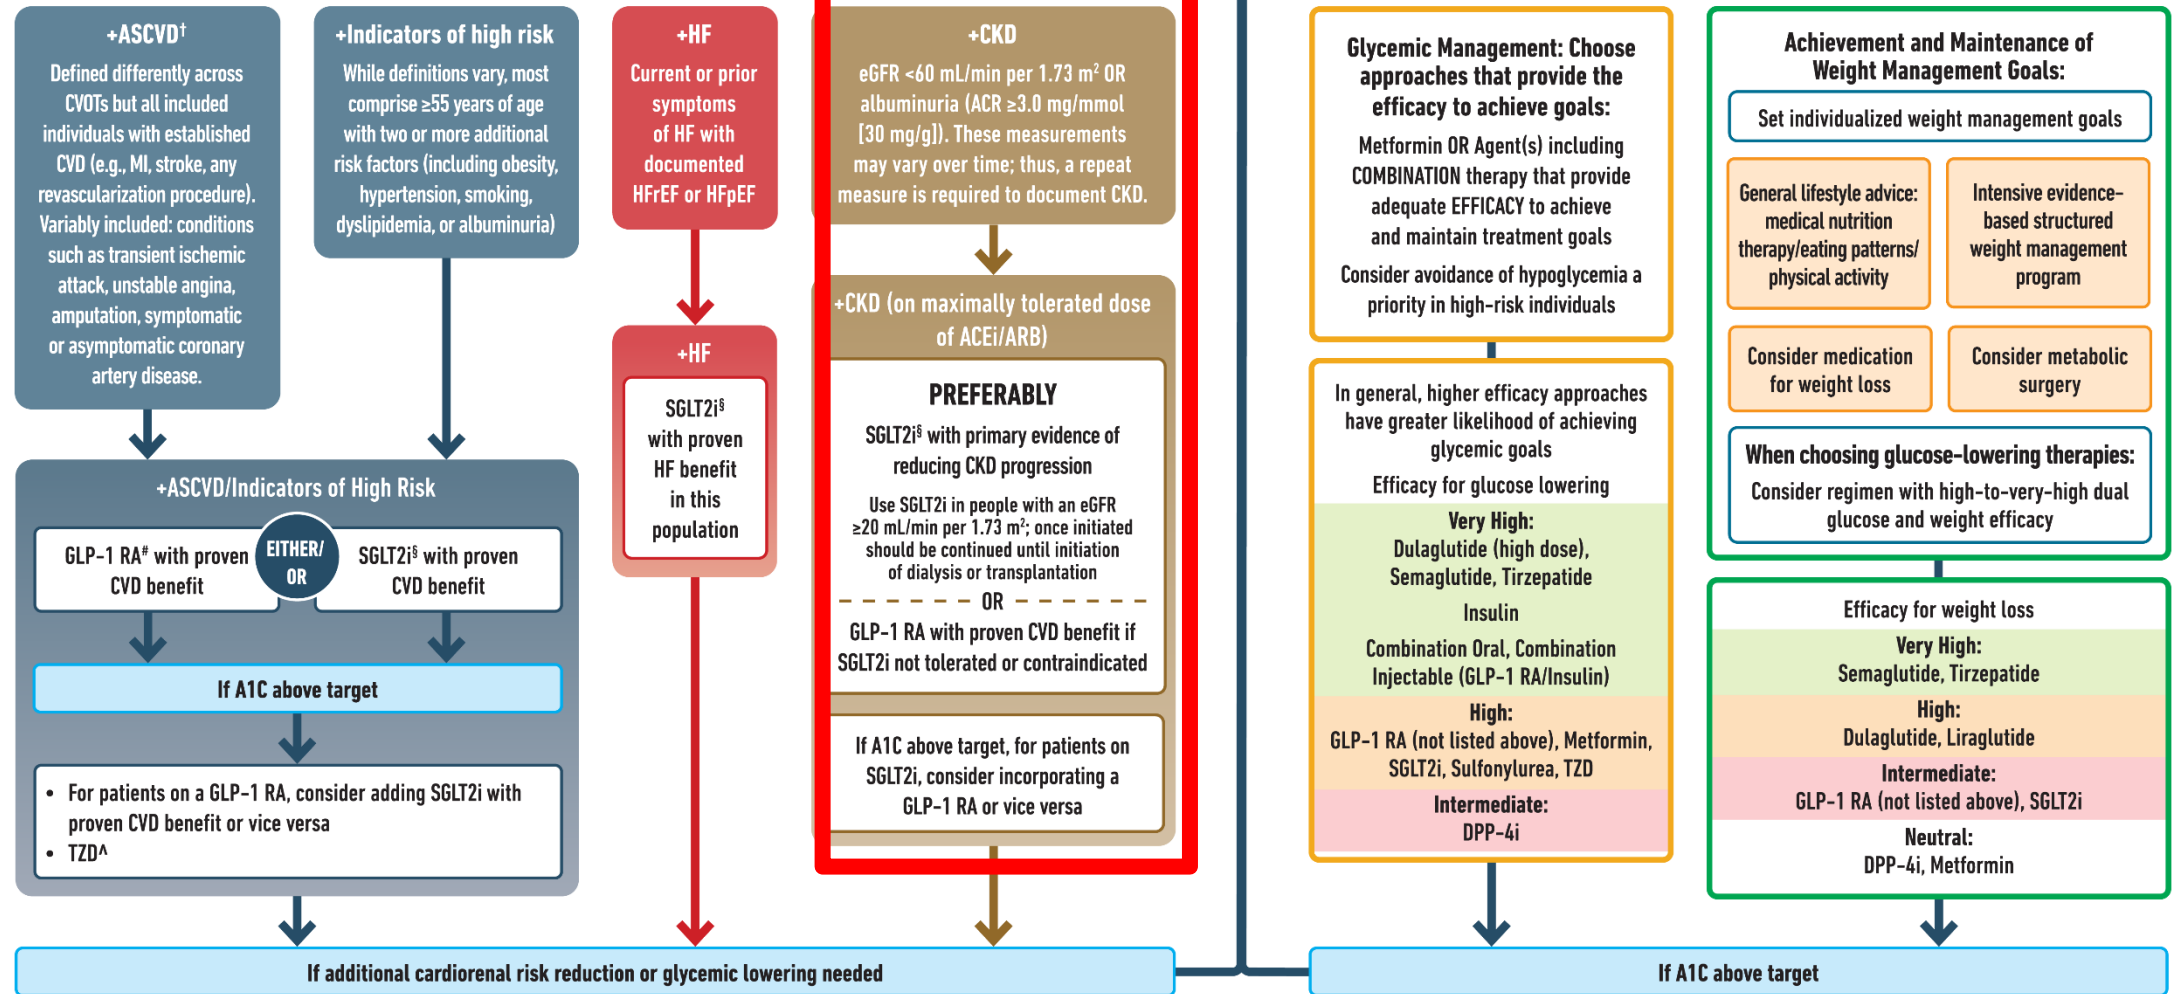 +ASCVD†
Defined differently across
CVOTs but all included
individuals with established
CVD (e.g., MI, stroke, any
revascularization procedure).
Variably included: conditions
such as transient ischemic
attack, unstable angina,
amputation, symptomatic
or asymptomatic coronary
artery disease.
+Indicators of high risk
While definitions vary, most
comprise ≥55 years of age
with two or more additional
risk factors (including obesity,
hypertension, smoking,
dyslipidemia, or albuminuria)
+ASCVD/Indicators of High Risk
GLP-1 RA# with proven
CVD benefit
EITHER/
OR
SGLT2i§ with proven
CVD benefit
If A1C above target
• For patients on a GLP-1 RA, consider adding SGLT2i with
proven CVD benefit or vice versa
• TZD^
+HF
Current or prior
symptoms
of HF with
documented
HFrEF or HFpEF
+HF
SGLT2i§
with proven
HF benefit
in this
population
+CKD
eGFR <60 mL/min per 1.73 m² OR
albuminuria (ACR ≥3.0 mg/mmol
[30 mg/g]). These measurements
may vary over time; thus, a repeat
measure is required to document CKD.
+CKD (on maximally tolerated dose
of ACEi/ARB)
PREFERABLY
SGLT2i§ with primary evidence of
reducing CKD progression
Use SGLT2i in people with an eGFR
≥20 mL/min per 1.73 m²; once initiated
should be continued until initiation
of dialysis or transplantation
OR
GLP-1 RA with proven CVD benefit if
SGLT2i not tolerated or contraindicated
If A1C above target, for patients on
SGLT2i, consider incorporating a
GLP-1 RA or vice versa
If additional cardiorenal risk reduction or glycemic lowering needed
Glycemic Management: Choose
approaches that provide the
efficacy to achieve goals:
Metformin OR Agent(s) including
COMBINATION therapy that provide
adequate EFFICACY to achieve
and maintain treatment goals
Consider avoidance of hypoglycemia a
priority in high-risk individuals
In general, higher efficacy approaches
have greater likelihood of achieving
glycemic goals
Efficacy for glucose lowering
Very High:
Dulaglutide (high dose),
Semaglutide, Tirzepatide
Insulin
Combination Oral, Combination
Injectable (GLP-1 RA/Insulin)
High:
GLP-1 RA (not listed above), Metformin,
SGLT2i, Sulfonylurea, TZD
Intermediate:
DPP-4i
Achievement and Maintenance of
Weight Management Goals:
Set individualized weight management goals
General lifestyle advice:
medical nutrition
therapy/eating patterns/
physical activity
Intensive evidence-
based structured
weight management
program
Consider medication
for weight loss
Consider metabolic
surgery
When choosing glucose-lowering therapies:
Consider regimen with high-to-very-high dual
glucose and weight efficacy
Efficacy for weight loss
Very High:
Semaglutide, Tirzepatide
High:
Dulaglutide, Liraglutide
Intermediate:
GLP-1 RA (not listed above), SGLT2i
Neutral:
DPP-4i, Metformin
If A1C above target